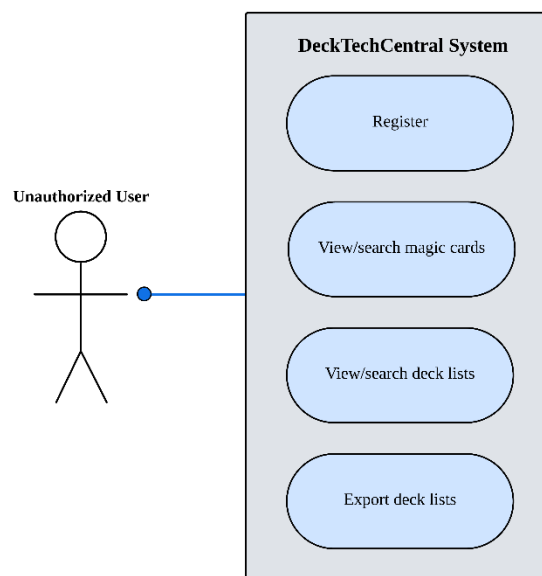 DeckTechCentral System
Register
Unauthorized User
View/search magic cards
View/search deck lists
Export deck lists